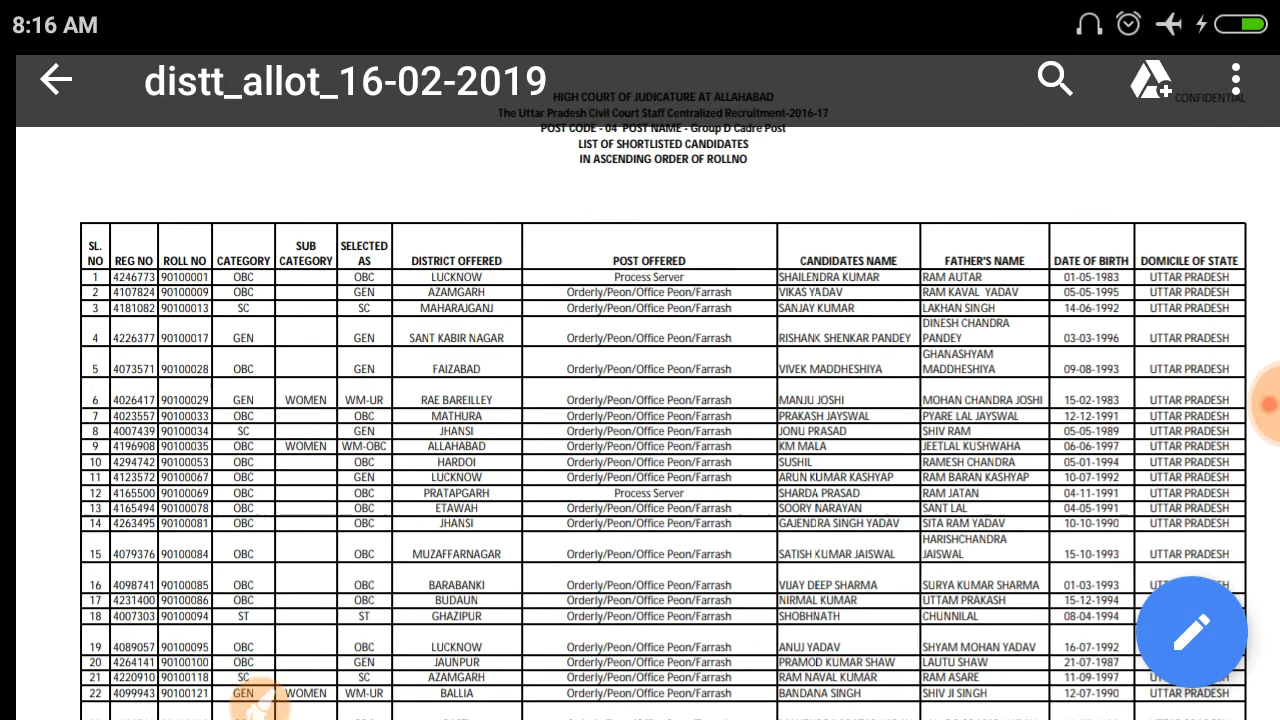 8:16 AM
distt_allot_16-02-2019
CONFIDENTIAL
HIGH COURT OF JUDICATURE AT ALLAHABAD
The Uttar Pradesh Civil Court Staff Centralized Recruitment-2016-17
POST CODE - 04 POST NAME - Group D Cadre Post
LIST OF SHORTLISTED CANDIDATES
IN ASCENDING ORDER OF ROLLNO
SL. NO REG NO ROLL NO CATEGORY SUB CATEGORY SELECTED AS DISTRICT OFFERED POST OFFERED CANDIDATES NAME FATHER'S NAME DATE OF BIRTH DOMICILE OF STATE
1 4246773 90100001 OBC OBC LUCKNOW Process Server SHAILENDRA KUMAR RAM AUTAR 01-05-1983 UTTAR PRADESH
2 4107824 90100009 OBC GEN AZAMGARH Orderly/Peon/Office Peon/Farrash VIKAS YADAV RAM KAVAL YADAV 05-05-1995 UTTAR PRADESH
3 4181082 90100013 SC SC MAHARAJGANJ Orderly/Peon/Office Peon/Farrash SANJAY KUMAR LAKHAN SINGH 14-06-1992 UTTAR PRADESH
4 4226377 90100017 GEN GEN SANT KABIR NAGAR Orderly/Peon/Office Peon/Farrash RISHANK SHENKAR PANDEY DINESH CHANDRA PANDEY 03-03-1996 UTTAR PRADESH
5 4073571 90100028 OBC GEN FAIZABAD Orderly/Peon/Office Peon/Farrash VIVEK MADDHESHIYA GHANASHYAM MADDHESHIYA 09-08-1993 UTTAR PRADESH
6 4026417 90100029 GEN WOMEN WM-UR RAE BAREILLEY Orderly/Peon/Office Peon/Farrash MANJU JOSHI MOHAN CHANDRA JOSHI 15-02-1983 UTTAR PRADESH
7 4023557 90100033 OBC OBC MATHURA Orderly/Peon/Office Peon/Farrash PRAKASH JAYSWAL PYARE LAL JAYSWAL 12-12-1991 UTTAR PRADESH
8 4007439 90100034 SC GEN JHANSI Orderly/Peon/Office Peon/Farrash JONU PRASAD SHIV RAM 05-05-1989 UTTAR PRADESH
9 4196908 90100035 OBC WOMEN WM-OBC ALLAHABAD Orderly/Peon/Office Peon/Farrash KM MALA JEETLAL KUSHWAHA 06-06-1997 UTTAR PRADESH
10 4294742 90100053 OBC OBC HARDOI Orderly/Peon/Office Peon/Farrash SUSHIL RAMESH CHANDRA 05-01-1994 UTTAR PRADESH
11 4123572 90100067 OBC GEN LUCKNOW Orderly/Peon/Office Peon/Farrash ARUN KUMAR KASHYAP RAM BARAN KASHYAP 10-07-1992 UTTAR PRADESH
12 4165500 90100069 OBC OBC PRATAPGARH Process Server SHARDA PRASAD RAM JATAN 04-11-1991 UTTAR PRADESH
13 4165494 90100078 OBC OBC ETAWAH Orderly/Peon/Office Peon/Farrash SOORY NARAYAN SANT LAL 04-05-1991 UTTAR PRADESH
14 4263495 90100081 OBC OBC JHANSI Orderly/Peon/Office Peon/Farrash GAJENDRA SINGH YADAV SITA RAM YADAV 10-10-1990 UTTAR PRADESH
15 4079376 90100084 OBC OBC MUZAFFARNAGAR Orderly/Peon/Office Peon/Farrash SATISH KUMAR JAISWAL HARISHCHANDRA JAISWAL 15-10-1993 UTTAR PRADESH
16 4098741 90100085 OBC OBC BARABANKI Orderly/Peon/Office Peon/Farrash VIJAY DEEP SHARMA SURYA KUMAR SHARMA 01-03-1993
17 4231400 90100086 OBC OBC BUDAUN Orderly/Peon/Office Peon/Farrash NIRMAL KUMAR UTTAM PRAKASH 15-12-1994
18 4007303 90100094 ST ST GHAZIPUR Orderly/Peon/Office Peon/Farrash SHOBHNATH CHUNNILAL 08-04-1994
19 4089057 90100095 OBC OBC LUCKNOW Orderly/Peon/Office Peon/Farrash ANUJ YADAV SHYAM MOHAN YADAV 16-07-1992
20 4264141 90100100 OBC GEN JAUNPUR Orderly/Peon/Office Peon/Farrash PRAMOD KUMAR SHAW LAUTU SHAW 21-07-1987
21 4220910 90100118 SC SC AZAMGARH Orderly/Peon/Office Peon/Farrash RAM NAVAL KUMAR RAM ASARE 11-09-1997
22 4099943 90100121 GEN WOMEN WM-UR BALLIA Orderly/Peon/Office Peon/Farrash BANDANA SINGH SHIV JI SINGH 12-07-1990 UTTAR PRADESH